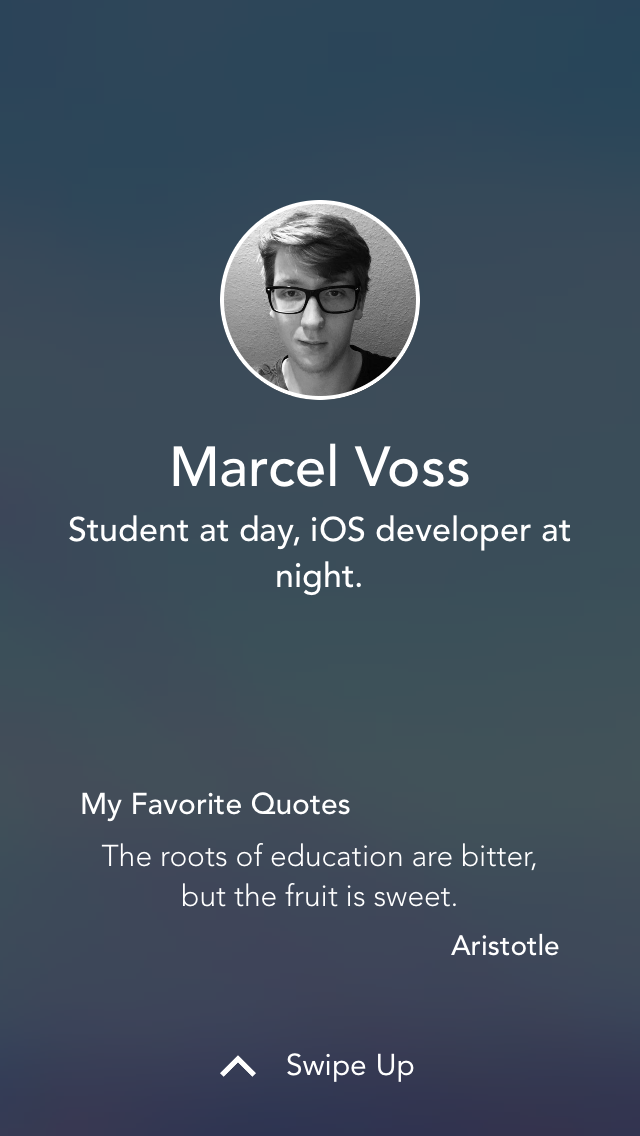 Marcel Voss
Student at day, iOS developer at
night.
My Favorite Quotes
The roots of education are bitter,
but the fruit is sweet.
Aristotle
Swipe Up